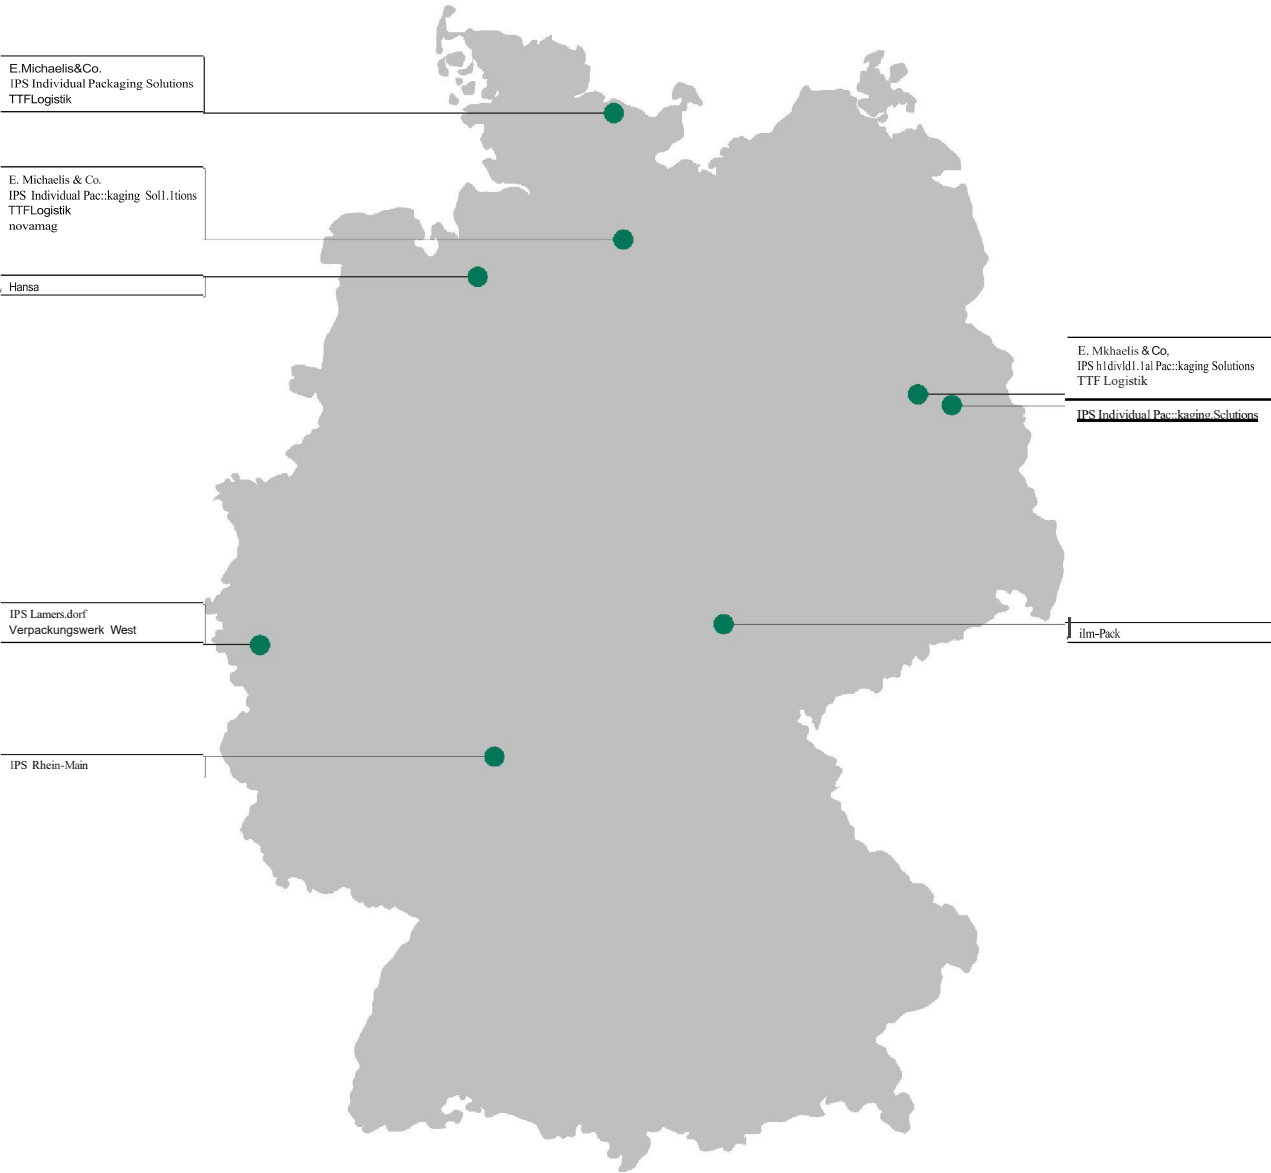 E.Michaelis&Co.
IPS Individual Packaging Solutions
TTFLogistik
E. Michaelis & Co.
IPS Individual Pac::kaging Sol1.1tions
TTFLogistik
novamag
Hansa
E. Mkhaelis & Co,
IPS h1divld1.1al Pac::kaging Solutions
TTF Logistik
IPS Individual Pac::kaging.Sclutions
IPS Lamers.dorf
Verpackungswerk West
ilm-Pack
IPS Rhein-Main